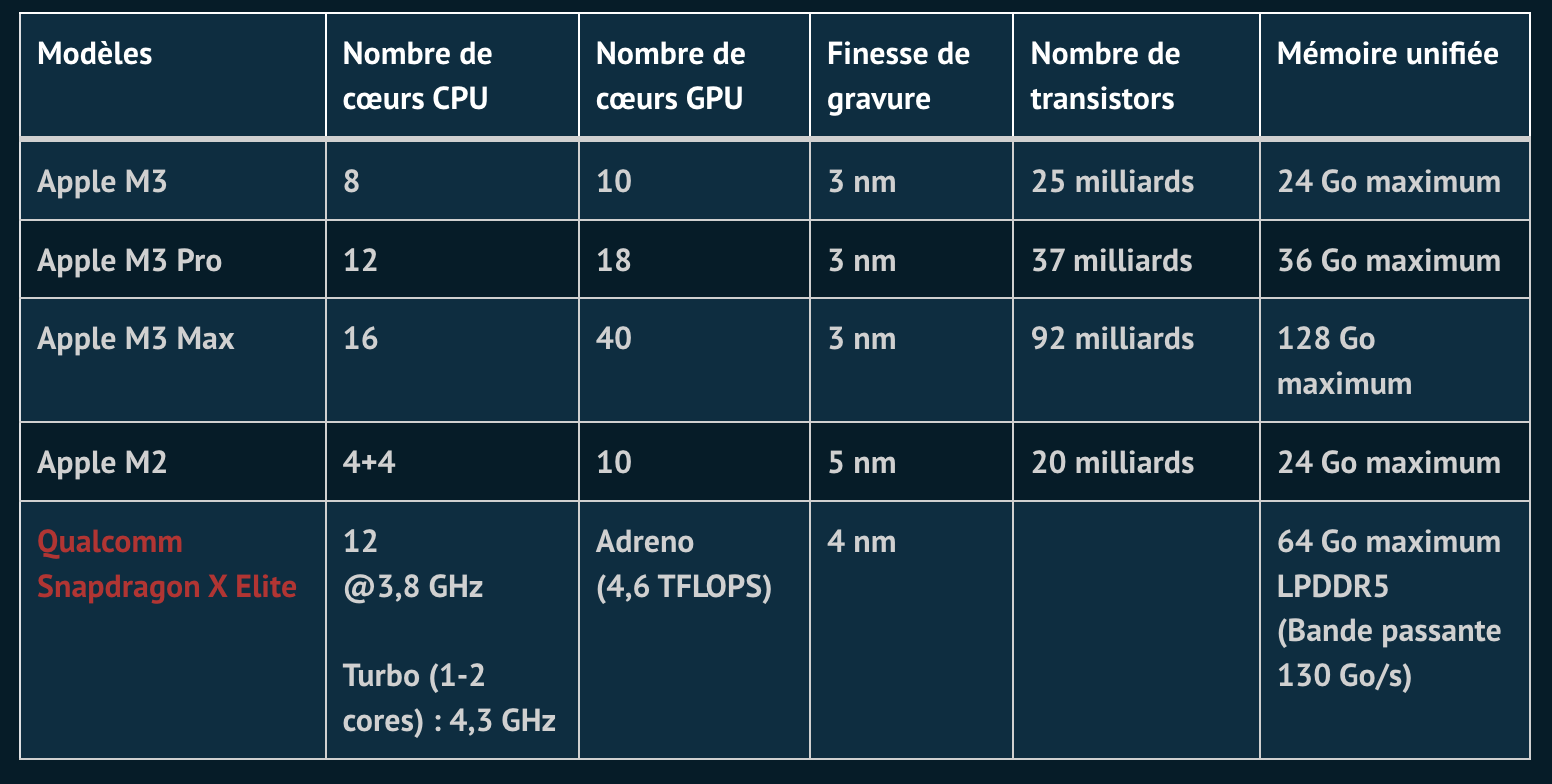 Modèles
Nombre de
cœurs CPU
Nombre de
cœurs GPU
Finesse de
gravure
Nombre de
transistors
Mémoire unifiée
Apple M3
8
10
3 nm
25 milliards
24 Go maximum
Apple M3 Pro
12
18
3 nm
37 milliards
36 Go maximum
Apple M3 Max
16
40
3 nm
92 milliards
128 Go
maximum
Apple M2
4+4
10
5 nm
20 milliards
24 Go maximum
Qualcomm
Snapdragon X Elite
12
@3,8 GHz
Turbo (1-2
cores) : 4,3 GHz
Adreno
(4,6 TFLOPS)
4 nm
64 Go maximum
LPDDR5
(Bande passante
130 Go/s)